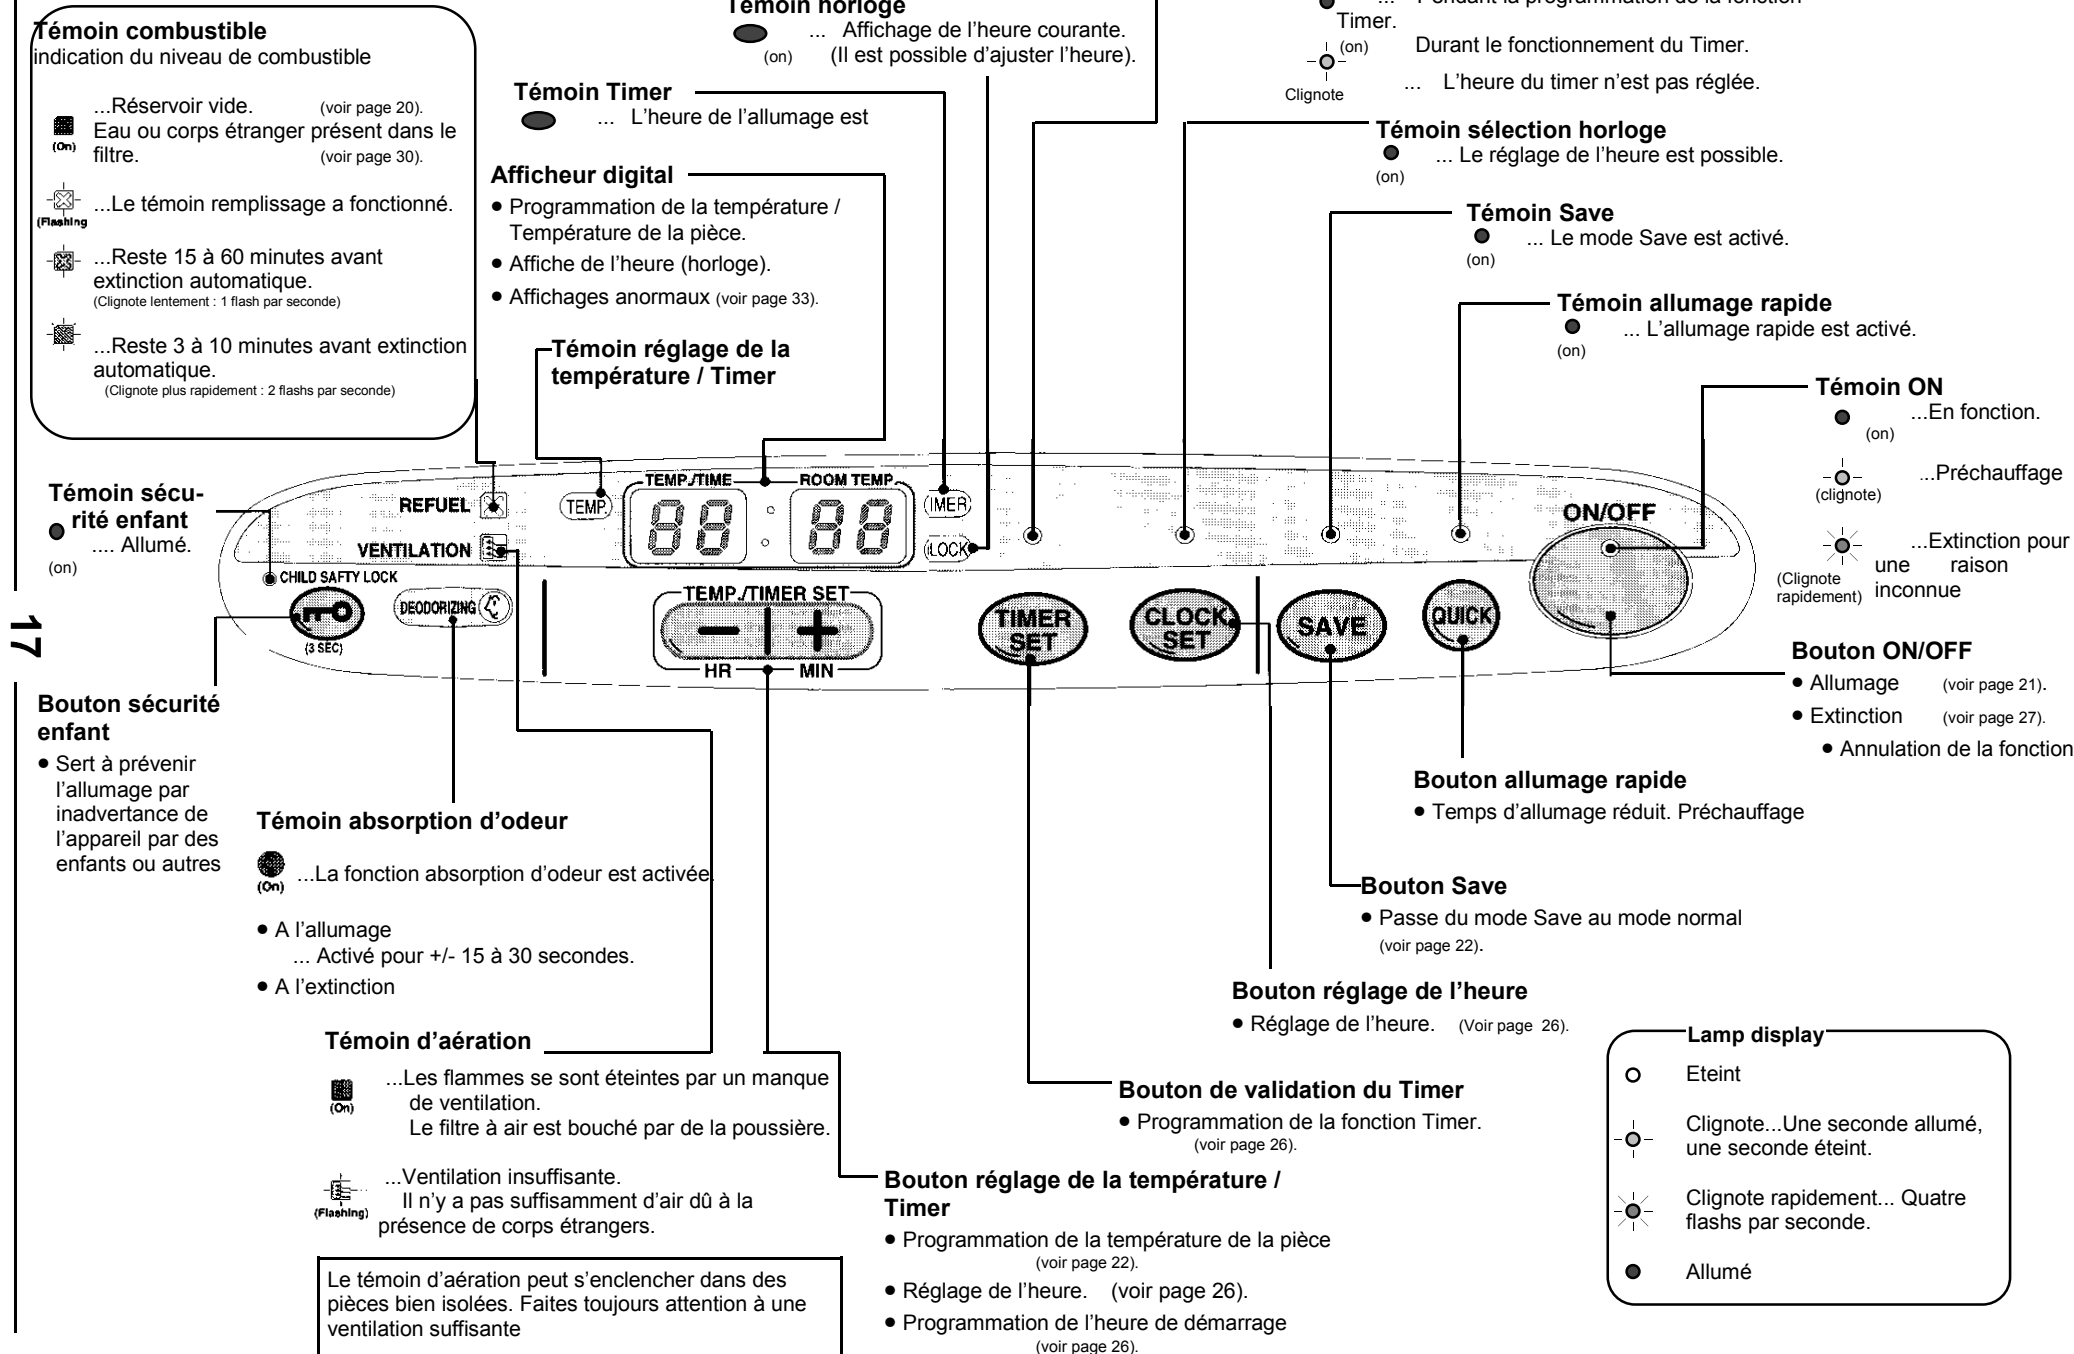 Témoin combustible
indication du niveau de combustible
...Réservoir vide. (voir page 20).
Eau ou corps étranger présent dans le
(On)
filtre. (voir page 30).
...Le témoin remplissage a fonctionné.
(Flashing
...Reste 15 à 60 minutes avant
extinction automatique.
(Clignote lentement : 1 flash par seconde)
...Reste 3 à 10 minutes avant extinction
automatique.
(Clignote plus rapidement : 2 flashs par seconde)
Témoin horloge
... Affichage de l'heure courante.
(on) (Il est possible d'ajuster l'heure).
Témoin Timer
... L'heure de l'allumage est
Afficheur digital
• Programmation de la température /
Température de la pièce.
• Affiche de l'heure (horloge).
• Affichages anormaux (voir page 33).
Témoin réglage de la
température / Timer
... Pendant la programmation de la fonction
Timer.
(on) Durant le fonctionnement du Timer.
... L'heure du timer n'est pas réglée.
Clignote
Témoin sélection horloge
... Le réglage de l'heure est possible.
(on)
Témoin Save
... Le mode Save est activé.
(on)
Témoin allumage rapide
... L'allumage rapide est activé.
(on)
Témoin ON
...En fonction.
(on)
...Préchauffage
(clignote)
...Extinction pour
une raison
inconnue
(Clignote
rapidement)
Témoin sécu-
rité enfant
.... Allumé.
(on)
REFUEL
VENTILATION
CHILD SAFTY LOCK
(3 SEC)
DEODORIZING
TEMP.
TEMP./TIME
ROOM TEMP.
88 : 88
IMER
LOCK
TEMP./TIMER SET
− +
HR MIN
TIMER
SET
CLOCK
SET
SAVE
QUICK
ON/OFF
17
Bouton sécurité
enfant
• Sert à prévenir
l'allumage par
inadvertance de
l'appareil par des
enfants ou autres
Témoin absorption d'odeur
...La fonction absorption d'odeur est activée.
(On)
• A l'allumage
... Activé pour +/- 15 à 30 secondes.
• A l'extinction
Témoin d'aération
...Les flammes se sont éteintes par un manque
de ventilation.
(On)
Le filtre à air est bouché par de la poussière.
...Ventilation insuffisante.
Il n'y a pas suffisamment d'air dû à la
(Flashing)
présence de corps étrangers.
Le témoin d'aération peut s'enclencher dans des
pièces bien isolées. Faites toujours attention à une
ventilation suffisante
Bouton réglage de la température /
Timer
• Programmation de la température de la pièce
(voir page 22).
• Réglage de l'heure. (voir page 26).
• Programmation de l'heure de démarrage
(voir page 26).
Bouton de validation du Timer
• Programmation de la fonction Timer.
(voir page 26).
Bouton réglage de l'heure
• Réglage de l'heure. (Voir page 26).
Bouton Save
• Passe du mode Save au mode normal
(voir page 22).
Bouton allumage rapide
• Temps d'allumage réduit. Préchauffage
Bouton ON/OFF
• Allumage (voir page 21).
• Extinction (voir page 27).
• Annulation de la fonction
Lamp display
Eteint
Clignote...Une seconde allumé,
une seconde éteint.
Clignote rapidement... Quatre
flashs par seconde.
Allumé